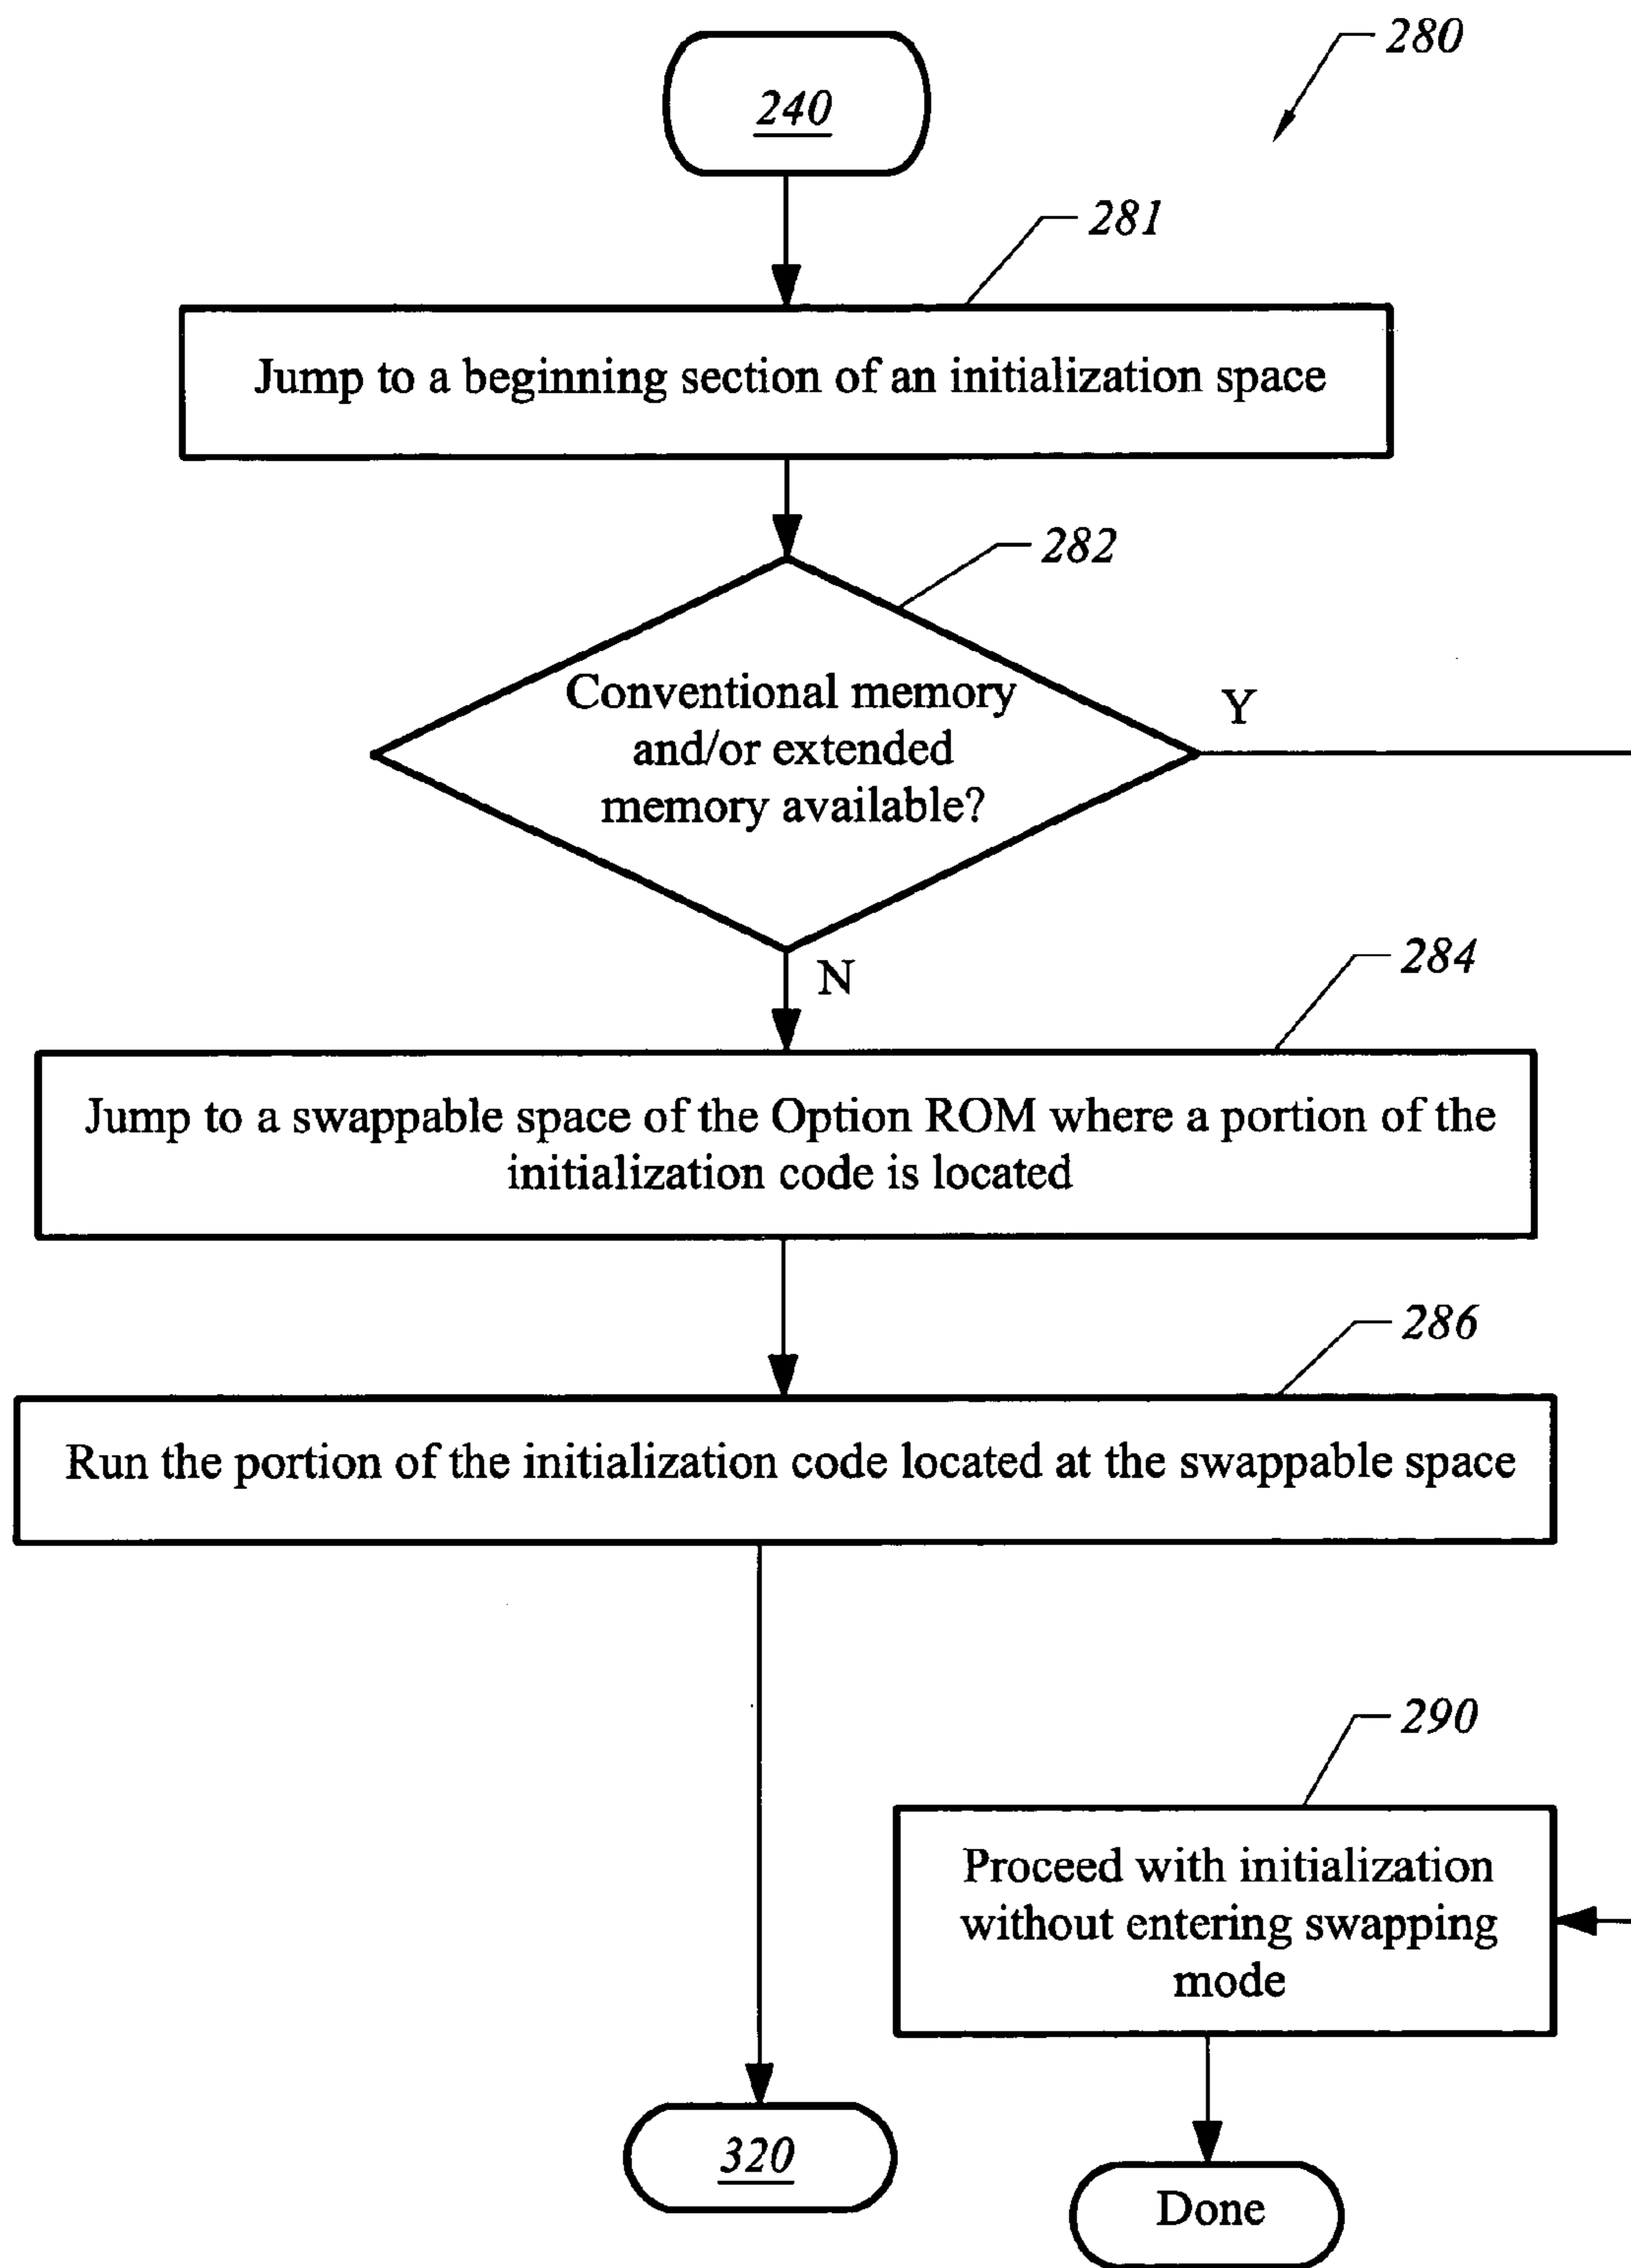 280
240
281
Jump to a beginning section of an initialization space
282
Conventional memory
and/or extended
memory available?
Y
N
284
Jump to a swappable space of the Option ROM where a portion of the
initialization code is located
286
Run the portion of the initialization code located at the swappable space
290
Proceed with initialization
without entering swapping
mode
320
Done